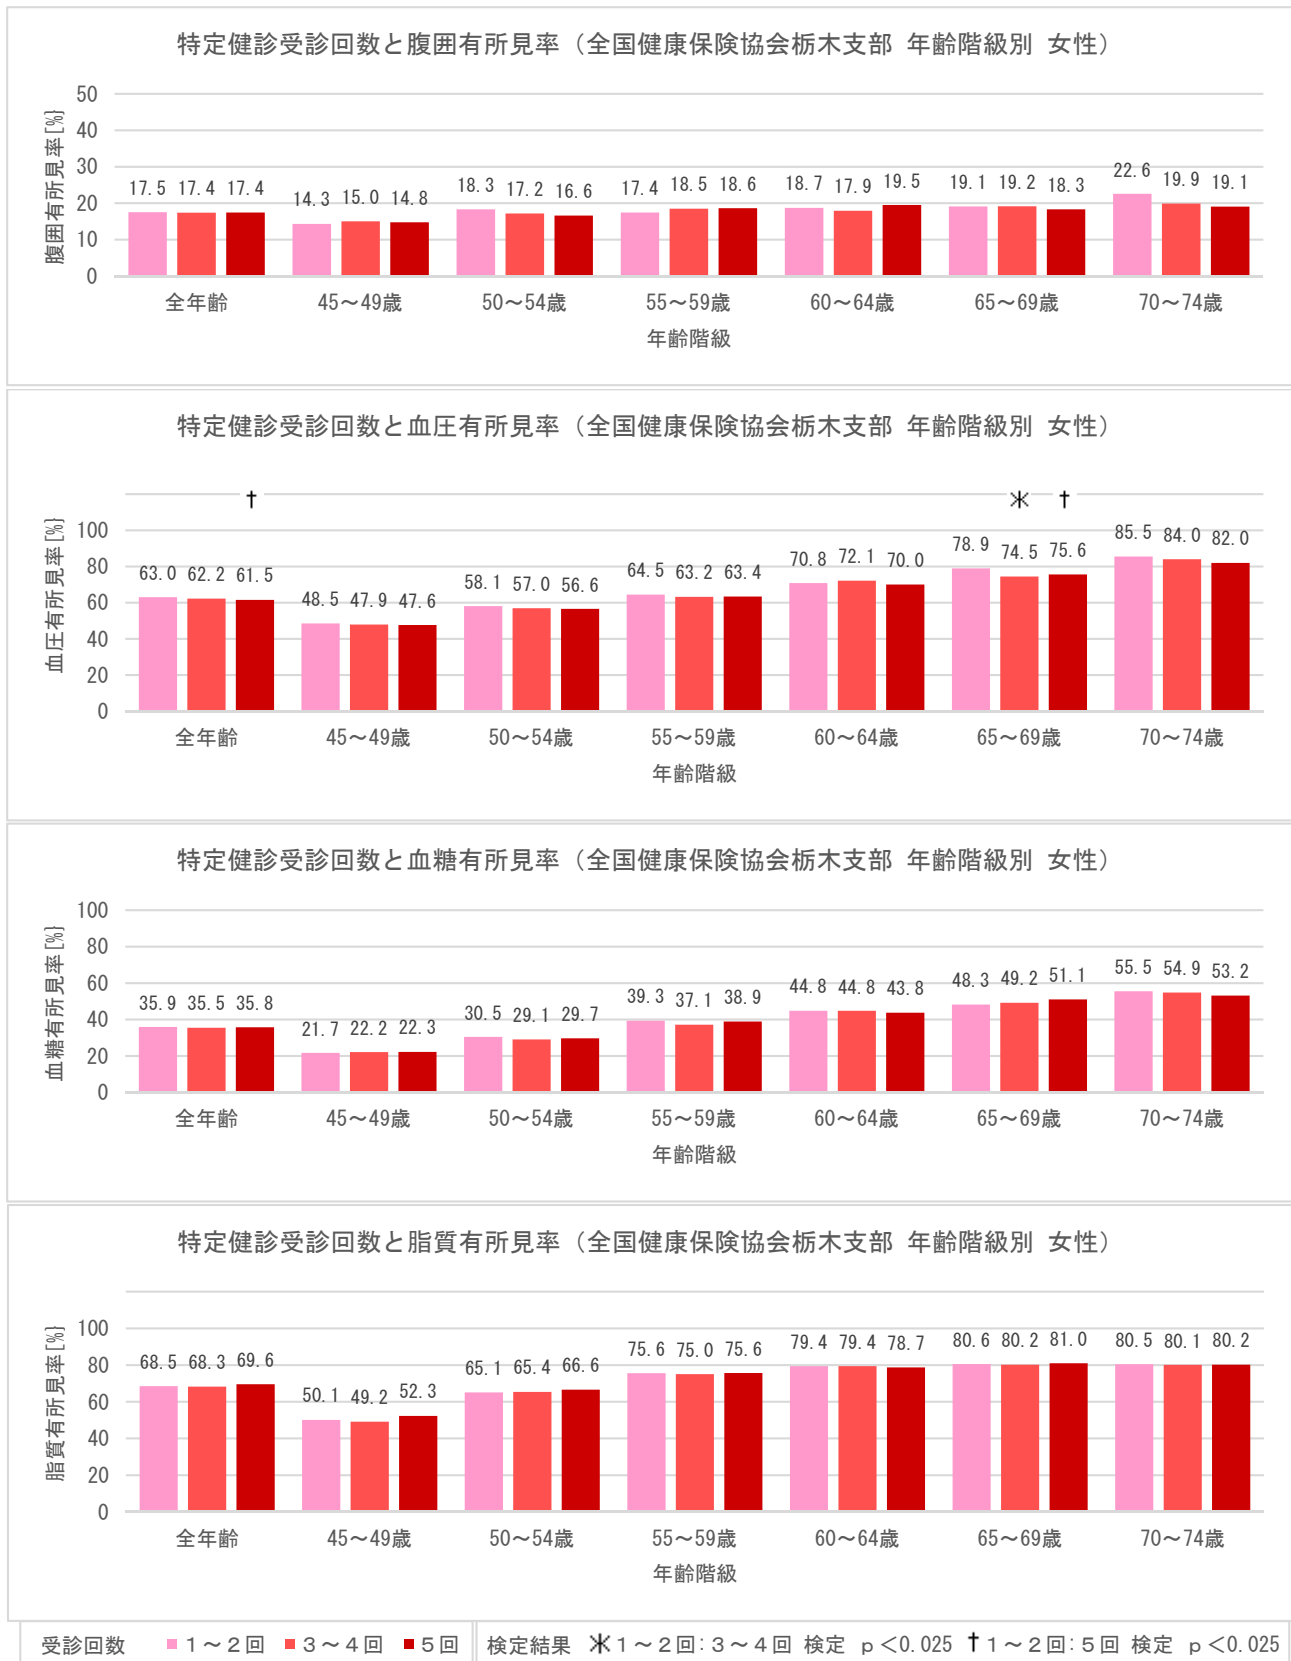 特定健診受診回数と腹囲有所見率（全国健康保険協会栃木支部 年齢階級別 女性）
腹囲有所見率[%]
50
40
30
20
10
0
17.5 17.4 17.4 14.3 15.0 14.8 18.3 17.2 16.6 17.4 18.5 18.6 18.7 17.9 19.5 19.1 19.2 18.3 22.6 19.9 19.1
全年齢 45～49歳 50～54歳 55～59歳 60～64歳 65～69歳 70～74歳
年齢階級
特定健診受診回数と血圧有所見率（全国健康保険協会栃木支部 年齢階級別 女性）
血圧有所見率[%]
† ＊ †
100
80
60
40
20
0
63.0 62.2 61.5 48.5 47.9 47.6 58.1 57.0 56.6 64.5 63.2 63.4 70.8 72.1 70.0 78.9 74.5 75.6 85.5 84.0 82.0
全年齢 45～49歳 50～54歳 55～59歳 60～64歳 65～69歳 70～74歳
年齢階級
特定健診受診回数と血糖有所見率（全国健康保険協会栃木支部 年齢階級別 女性）
血糖有所見率[%]
100
80
60
40
20
0
35.9 35.5 35.8 21.7 22.2 22.3 30.5 29.1 29.7 39.3 37.1 38.9 44.8 44.8 43.8 48.3 49.2 51.1 55.5 54.9 53.2
全年齢 45～49歳 50～54歳 55～59歳 60～64歳 65～69歳 70～74歳
年齢階級
特定健診受診回数と脂質有所見率（全国健康保険協会栃木支部 年齢階級別 女性）
脂質有所見率[%]
100
80
60
40
20
0
68.5 68.3 69.6 50.1 49.2 52.3 65.1 65.4 66.6 75.6 75.0 75.6 79.4 79.4 78.7 80.6 80.2 81.0 80.5 80.1 80.2
全年齢 45～49歳 50～54歳 55～59歳 60～64歳 65～69歳 70～74歳
年齢階級
受診回数 １～２回 ３～４回 ５回 検定結果 ＊１～２回：３～４回 検定 ｐ＜0.025 †１～２回：５回 検定 ｐ＜0.025